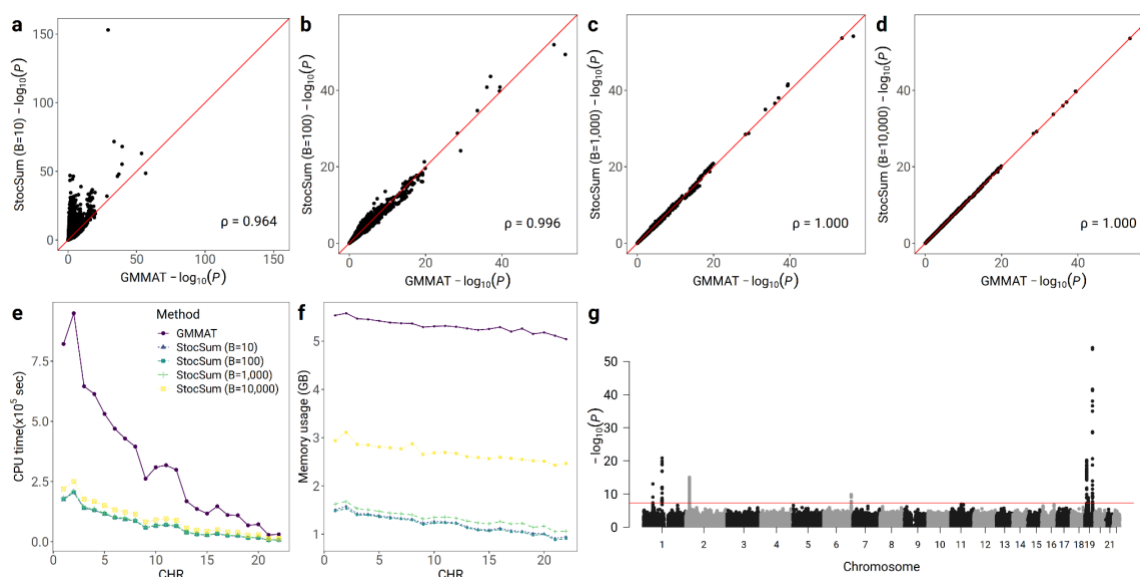 a
b
c
d
150
100
50
0
StocSum (B=10) −log10(P)
ρ = 0.964
0
50
100
150
GMMAT −log10(P)
40
20
0
StocSum (B=100) −log10(P)
ρ = 0.996
0
20
40
GMMAT −log10(P)
40
20
0
StocSum (B=1,000) −log10(P)
ρ = 1.000
0
20
40
GMMAT −log10(P)
40
20
0
StocSum (B=10,000) −log10(P)
ρ = 1.000
0
20
40
GMMAT −log10(P)
e
Method
GMMAT
StocSum (B=10)
StocSum (B=100)
StocSum (B=1,000)
StocSum (B=10,000)
7.5
5.0
2.5
0.0
CPU time(x10⁵ sec)
0
5
10
15
20
CHR
f
5
4
3
2
1
Memory usage (GB)
0
5
10
15
20
CHR
g
50
40
30
20
10
0
−log10(P)
1
2
3
4
5
6
7
8
9
10
11
12
13
14
15
16
17
18
19
21
Chromosome